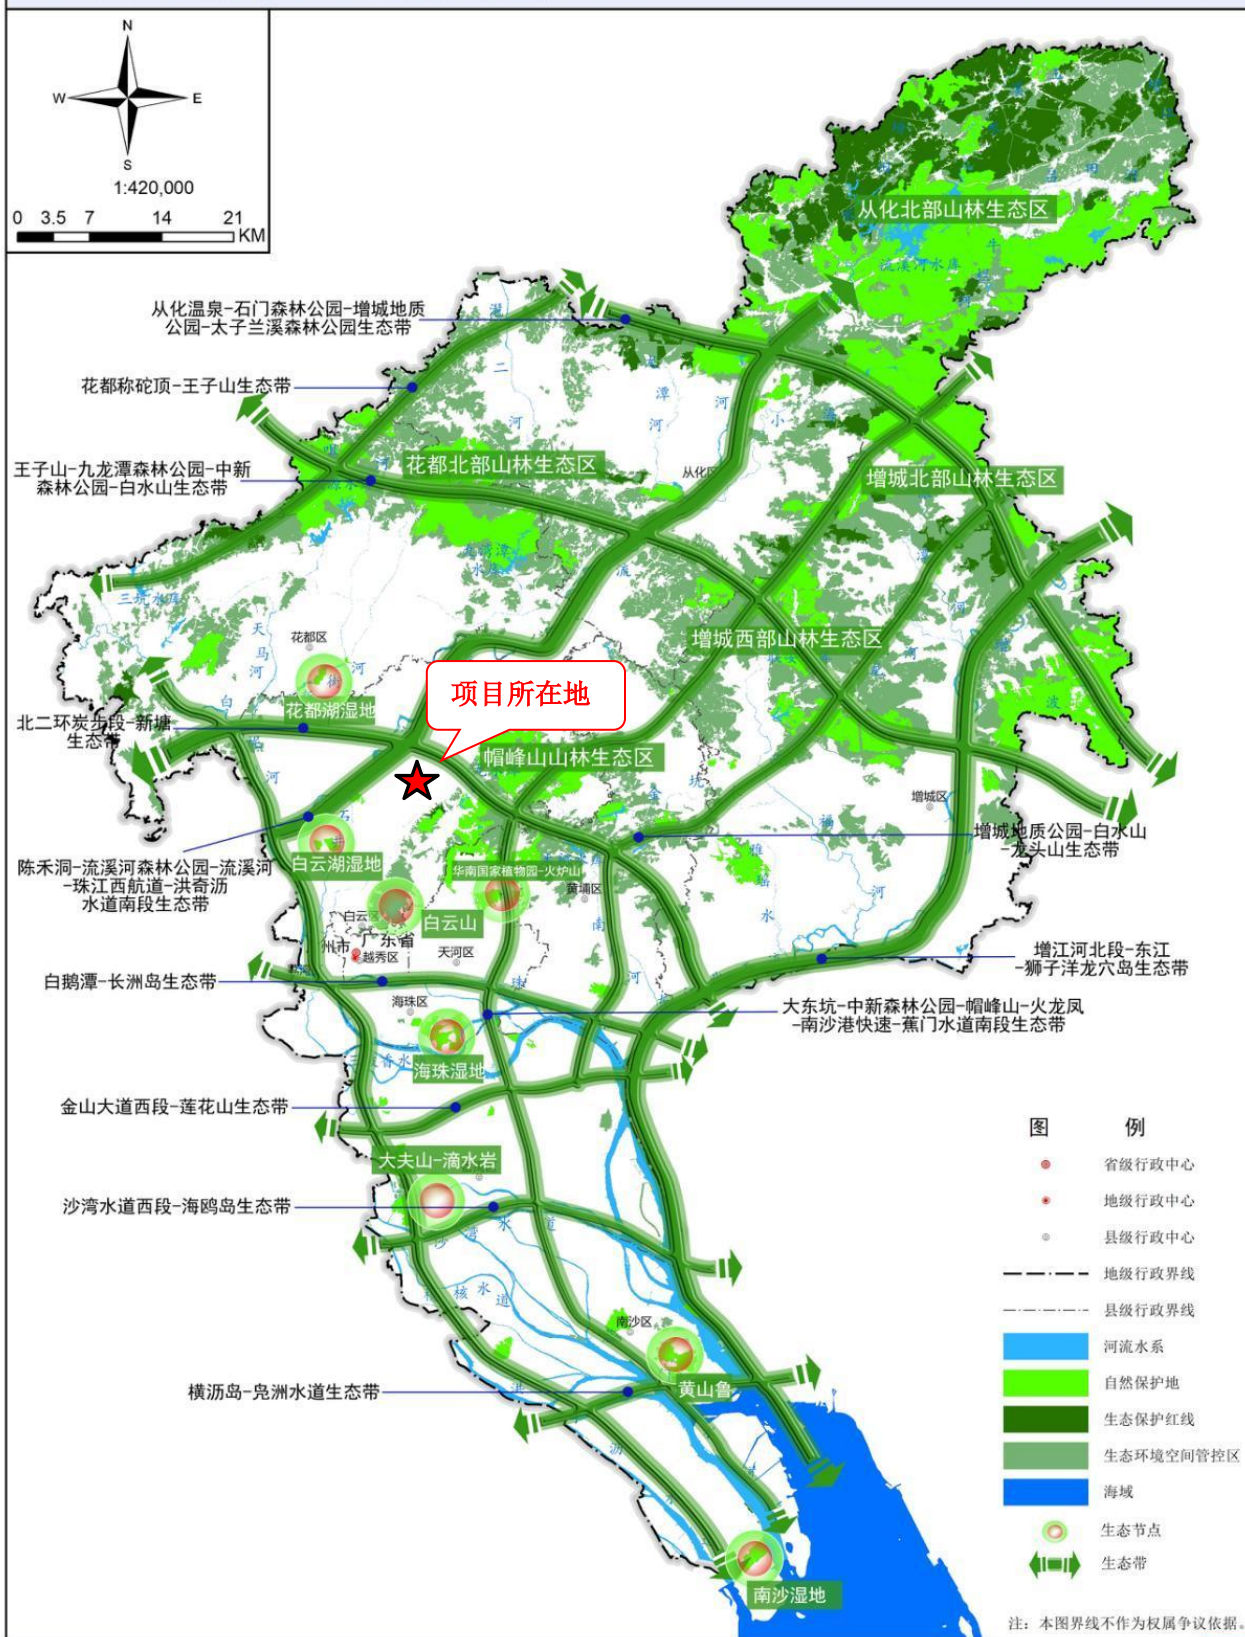 N
W
E
S
1:420,000
0 3.5 7 14 21
KM
从化北部山林生态区
流溪河水库
从化温泉-石门森林公园-增城地质
公园-太子兰溪森林公园生态带
花都称砣顶-王子山生态带
王子山-九龙潭森林公园-中新
森林公园-白水山生态带
花都北部山林生态区
从化区
增城北部山林生态区
三坑水库
天马河
花都区
增城西部山林生态区
项目所在地
花都湖湿地
北二环炭步段-新塘
生态带
帽峰山山林生态区
增城区
增城地质公园-白水山
-龙头山生态带
陈禾洞-流溪河森林公园-流溪河
-珠江西航道-洪奇沥
水道南段生态带
白云湖湿地
华南国家植物园-火炉山
黄埔区
白云区
白云山
广东省
州市
越秀区
天河区
增江河北段-东江
-狮子洋龙穴岛生态带
白鹅潭-长洲岛生态带
海珠区
大东坑-中新森林公园-帽峰山-火龙凤
-南沙港快速-蕉门水道南段生态带
海珠湿地
金山大道西段-莲花山生态带
大夫山-滴水岩
沙湾水道西段-海鸥岛生态带
沙湾水道
南沙区
黄山鲁
横沥岛-凫洲水道生态带
南沙湿地
图 例
省级行政中心
地级行政中心
县级行政中心
地级行政界线
县级行政界线
河流水系
自然保护地
生态保护红线
生态环境空间管控区
海域
生态节点
生态带
注：本图界线不作为权属争议依据。